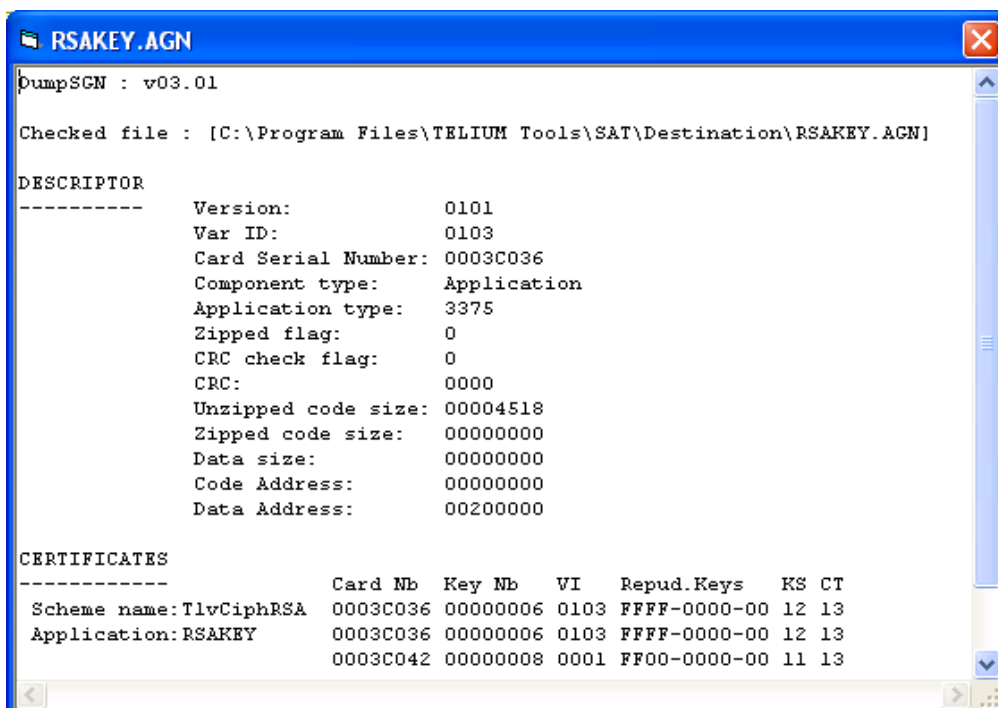 RSAKEY.AGN
DumpSGN : v03.01
Checked file : [C:\Program Files\TELIUM Tools\SAT\Destination\RSAKEY.AGN]
DESCRIPTOR
---------- Version: 0101
Var ID: 0103
Card Serial Number: 0003C036
Component type: Application
Application type: 3375
Zipped flag: 0
CRC check flag: 0
CRC: 0000
Unzipped code size: 00004518
Zipped code size: 00000000
Data size: 00000000
Code Address: 00000000
Data Address: 00200000
CERTIFICATES
------------ Card Nb Key Nb VI Repud.Keys KS CT
Scheme name:TlvCiphRSA 0003C036 00000006 0103 FFFF-0000-00 12 13
Application:RSAKEY 0003C036 00000006 0103 FFFF-0000-00 12 13
0003C042 00000008 0001 FF00-0000-00 11 13